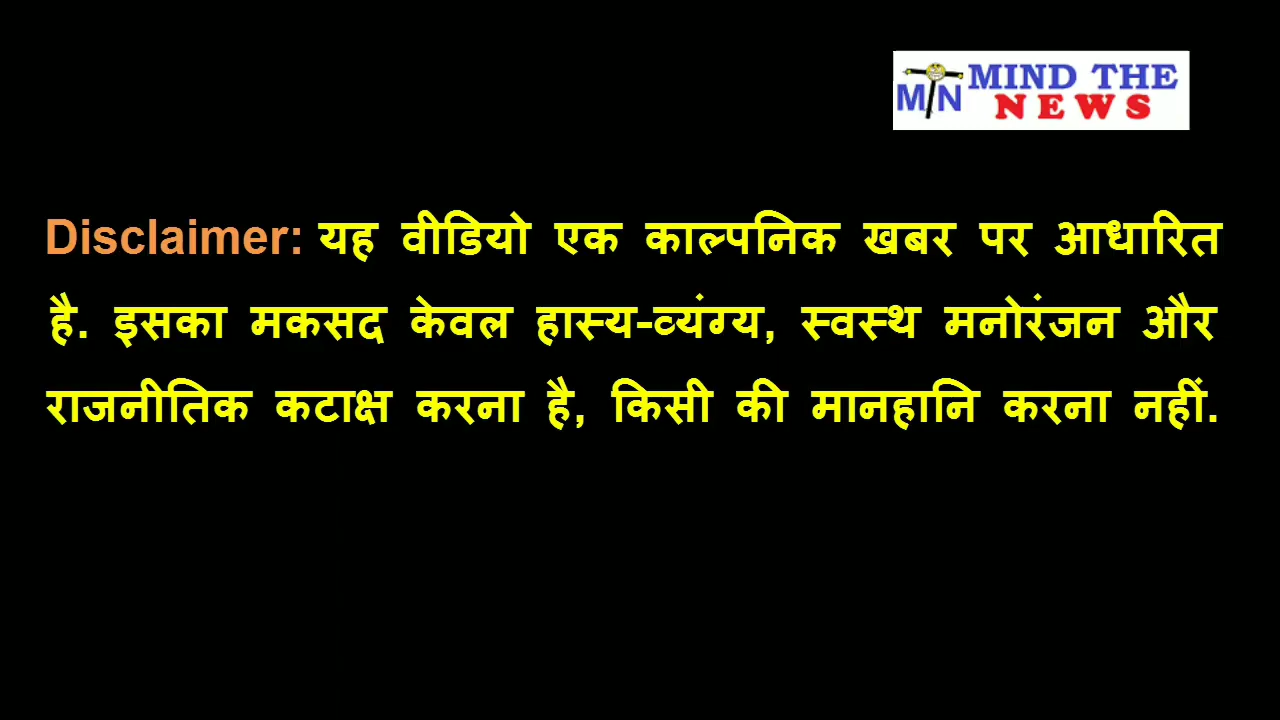 MTN MIND THE
NEWS
Disclaimer: यह वीडियो एक काल्पनिक खबर पर आधारित
है. इसका मकसद केवल हास्य-व्यंग्य, स्वस्थ मनोरंजन और
राजनीतिक कटाक्ष करना है, किसी की मानहानि करना नहीं.